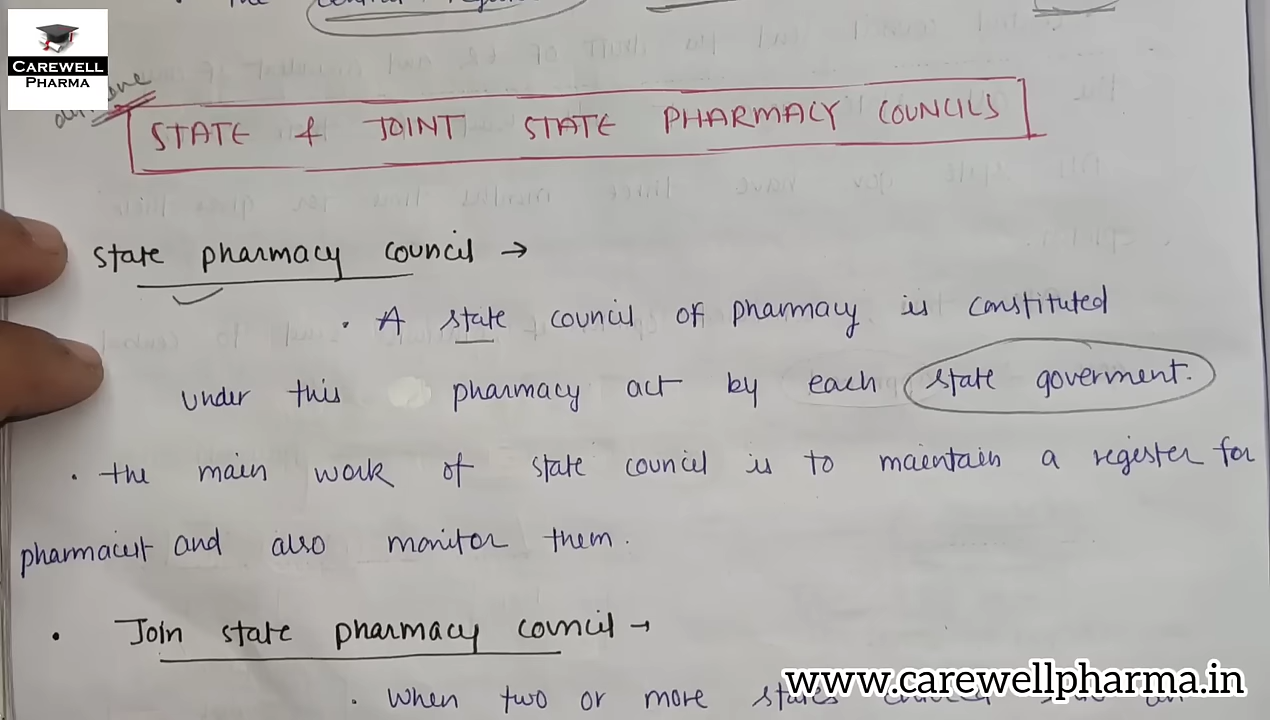 CAREWELL
PHARMA
STATE & JOINT STATE PHARMACY COUNCILS
state pharmacy council →
. A state council of pharmacy is constituted
under this pharmacy act by each state goverment.
. the main work of state council is to maintain a register for
pharmacist and also monitor them.
. Join state pharmacy council →
. When two or more states
www.carewellpharma.in